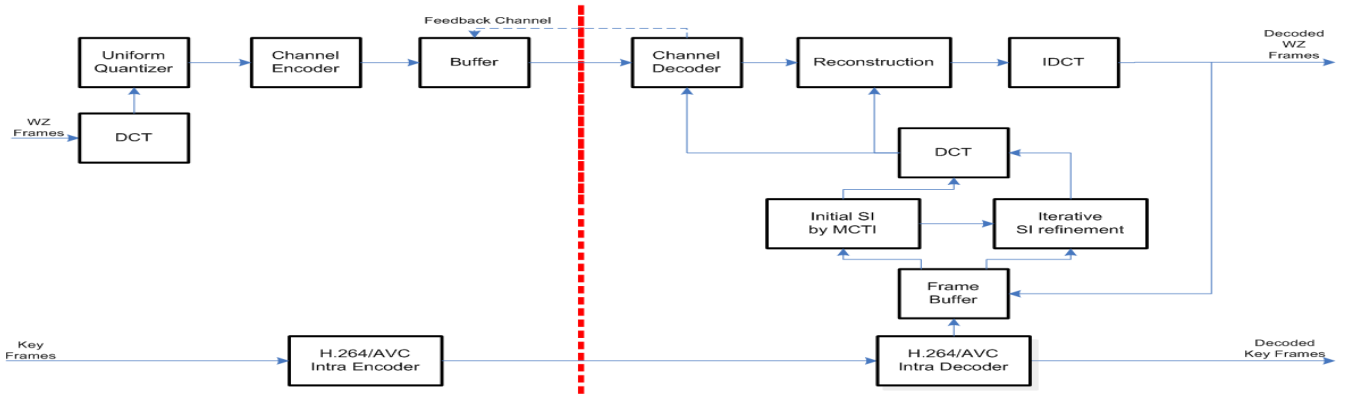 Feedback Channel
Uniform
Quantizer
Channel
Encoder
Buffer
Channel
Decoder
Reconstruction
IDCT
Decoded
WZ
Frames
WZ
Frames
DCT
DCT
Initial SI
by MCTI
Iterative
SI refinement
Frame
Buffer
Key
Frames
H.264/AVC
Intra Encoder
H.264/AVC
Intra Decoder
Decoded
Key Frames